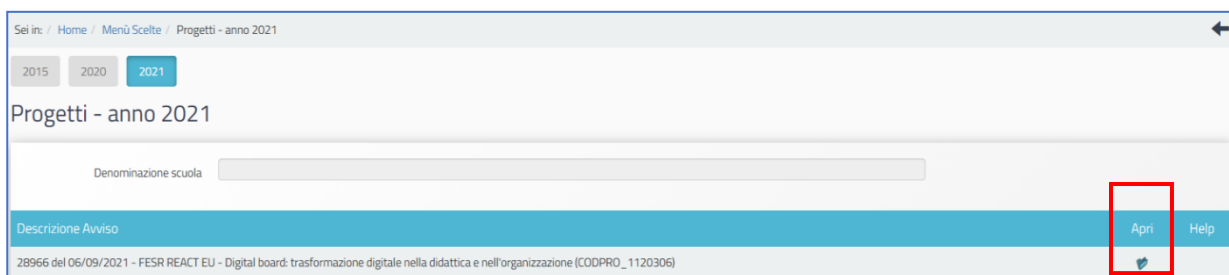 Sei in: / Home / Menù Scelte / Progetti - anno 2021
2015 2020 2021
Progetti - anno 2021
Denominazione scuola
Descrizione Avviso Apri Help
28966 del 06/09/2021 - FESR REACT EU - Digital board: trasformazione digitale nella didattica e nell'organizzazione (CODPRO_1120306)